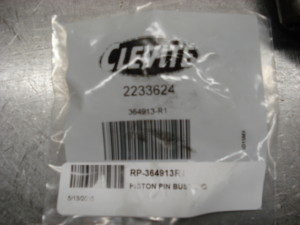 CLEVITE
2233624
364913-R1
RP-364913R1
PISTON PIN BUSHING